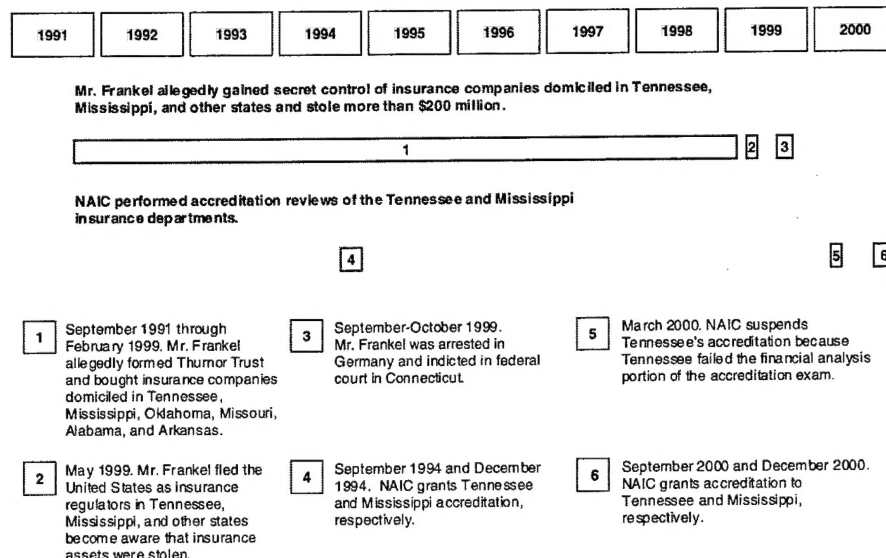 1991 1992 1993 1994 1995 1996 1997 1998 1999 2000
Mr. Frankel allegedly gained secret control of insurance companies domiciled in Tennessee,
Mississippi, and other states and stole more than $200 million.
1 2 3
NAIC performed accreditation reviews of the Tennessee and Mississippi
insurance departments.
4 5 6
1
September 1991 through
February 1999. Mr. Frankel
allegedly formed Thurnor Trust
and bought insurance companies
domiciled in Tennessee,
Mississippi, Oklahoma, Missouri,
Alabama, and Arkansas.
2
May 1999. Mr. Frankel fled the
United States as insurance
regulators in Tennessee,
Mississippi, and other states
become aware that insurance
assets were stolen.
3
September-October 1999.
Mr. Frankel was arrested in
Germany and indicted in federal
court in Connecticut.
4
September 1994 and December
1994. NAIC grants Tennessee
and Mississippi accreditation,
respectively.
5
March 2000. NAIC suspends
Tennessee's accreditation because
Tennessee failed the financial analysis
portion of the accreditation exam.
6
September 2000 and December 2000.
NAIC grants accreditation to
Tennessee and Mississippi,
respectively.